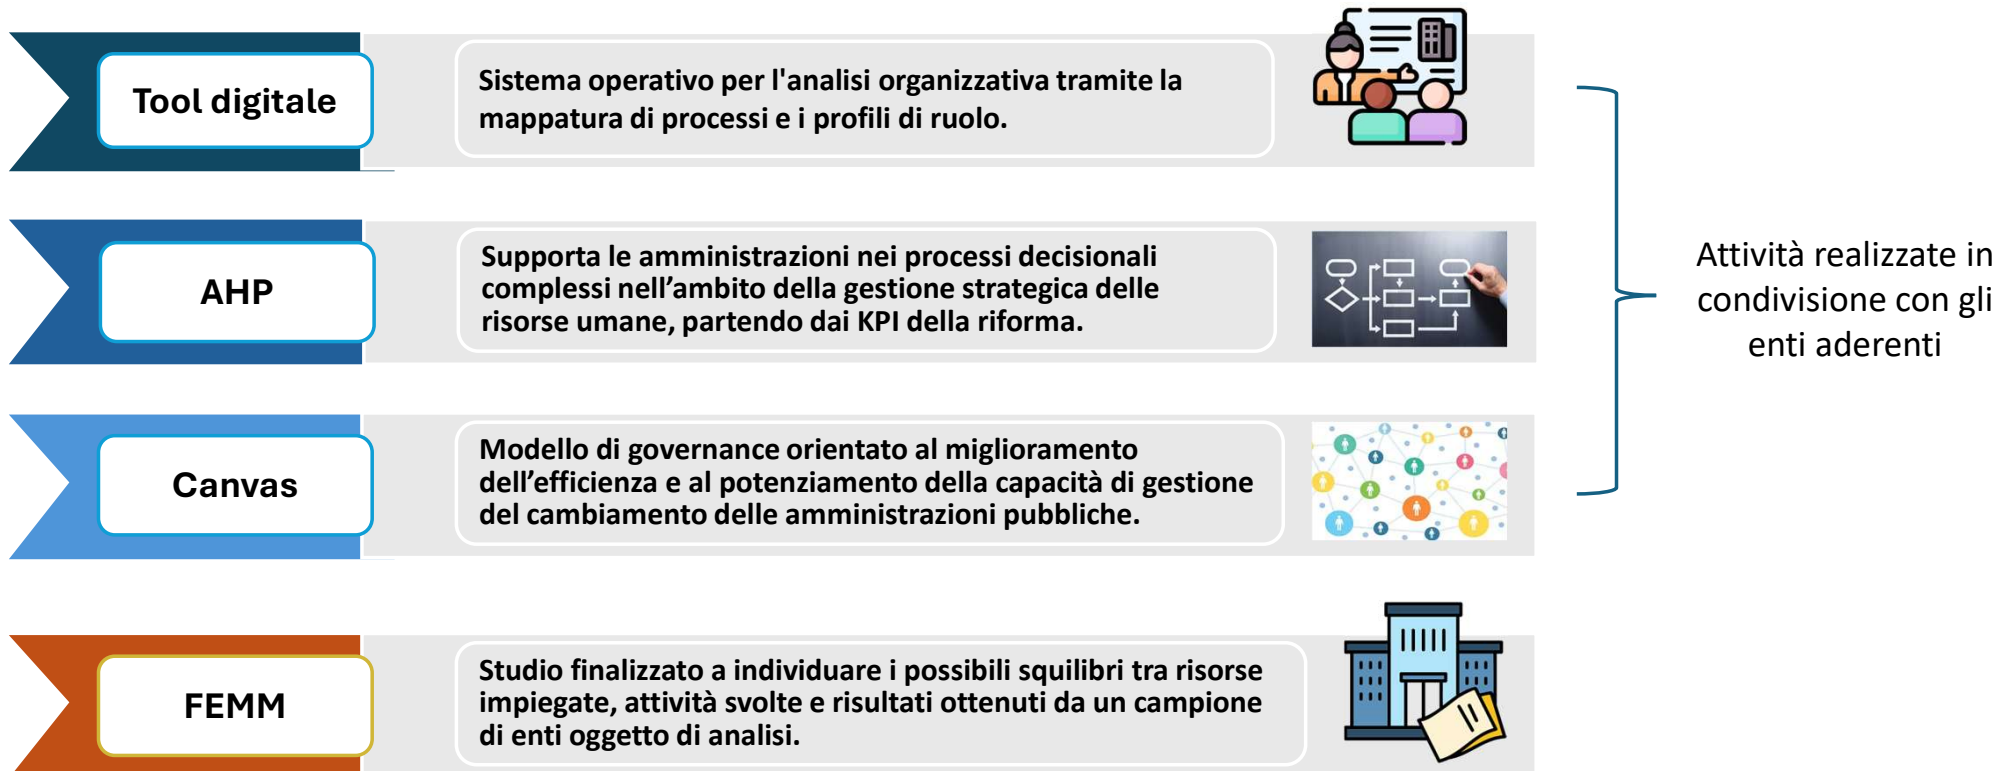 Tool digitale
Sistema operativo per l'analisi organizzativa tramite la
mappatura di processi e i profili di ruolo.
AHP
Supporta le amministrazioni nei processi decisionali
complessi nell’ambito della gestione strategica delle
risorse umane, partendo dai KPI della riforma.
Canvas
Modello di governance orientato al miglioramento
dell’efficienza e al potenziamento della capacità di gestione
del cambiamento delle amministrazioni pubbliche.
Attività realizzate in
condivisione con gli
enti aderenti
FEMM
Studio finalizzato a individuare i possibili squilibri tra risorse
impiegate, attività svolte e risultati ottenuti da un campione
di enti oggetto di analisi.